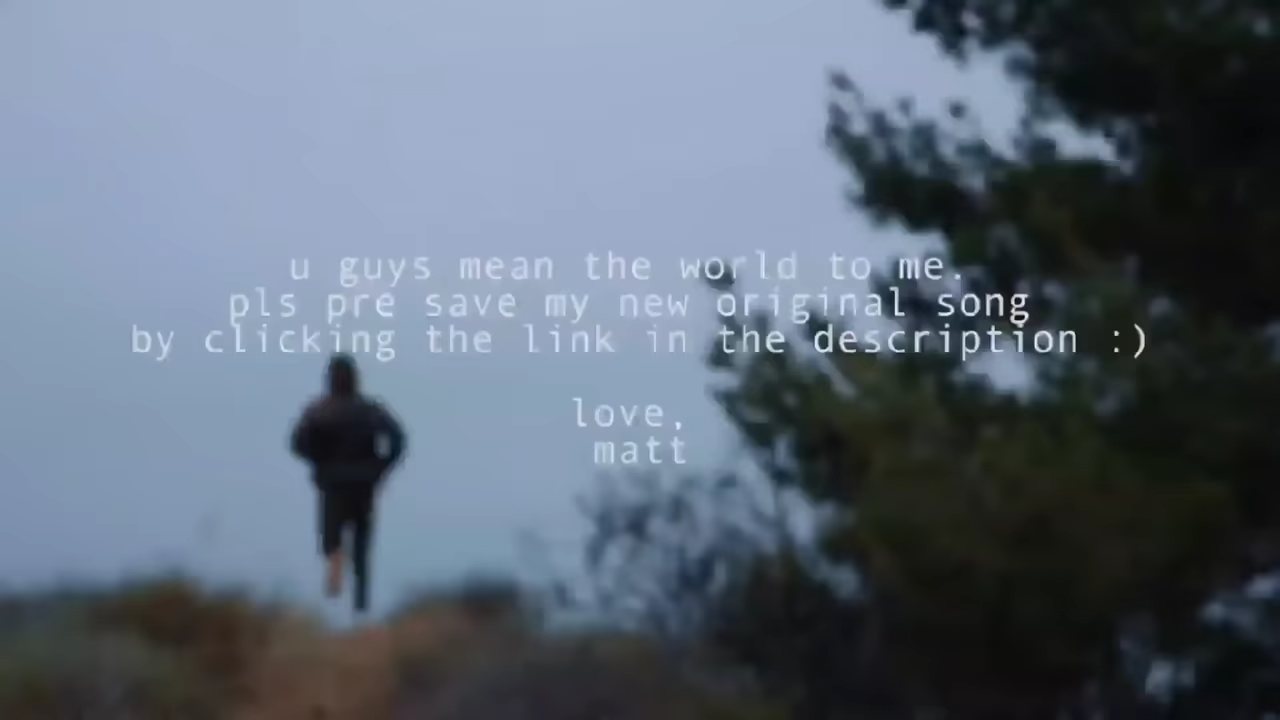 u guys mean the world to me.
pls pre save my new original song
by clicking the link in the description :)
love,
matt